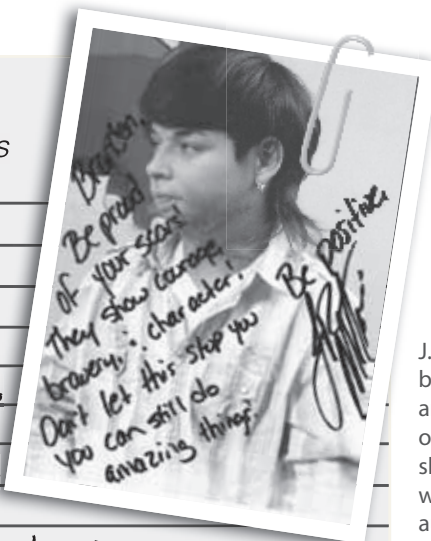 Be proud
of your scars!
They show courage,
bravery, & character!
Don't let this stop you
you can still do
amazing things!
Be positive.
J.